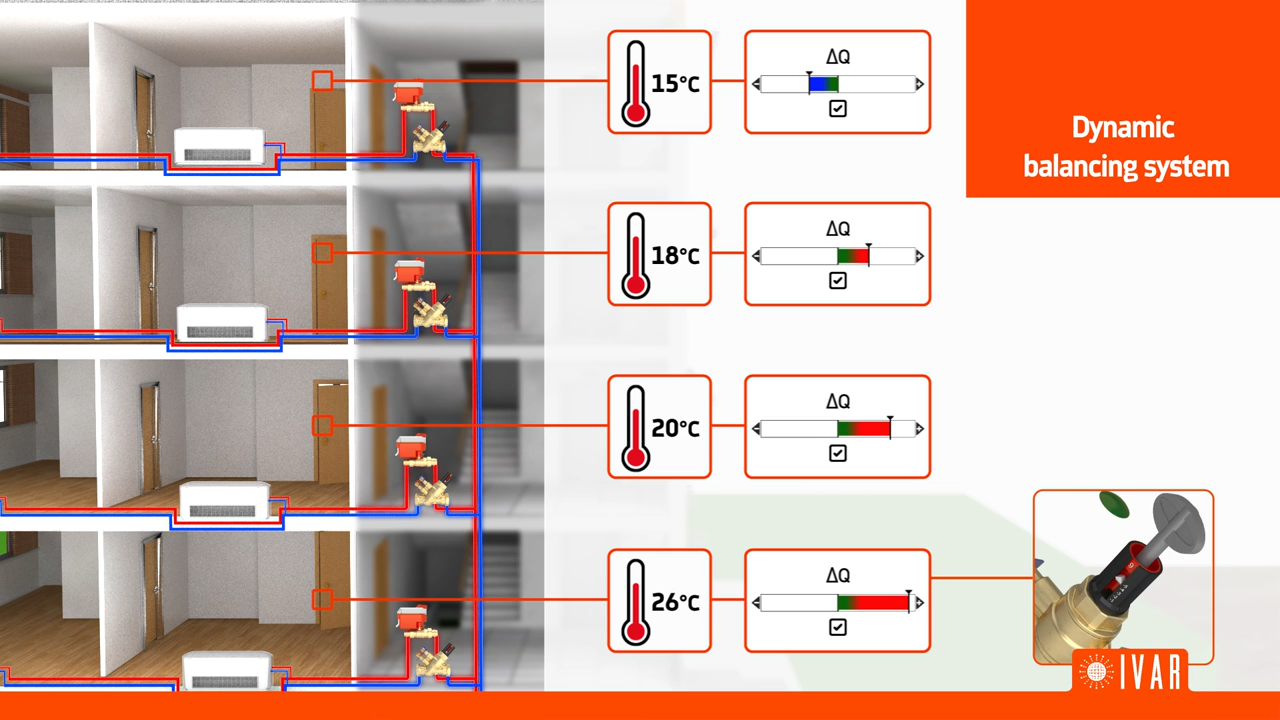 15°C
ΔQ
Dynamic
balancing system
18°C
ΔQ
20°C
ΔQ
26°C
ΔQ
IVAR